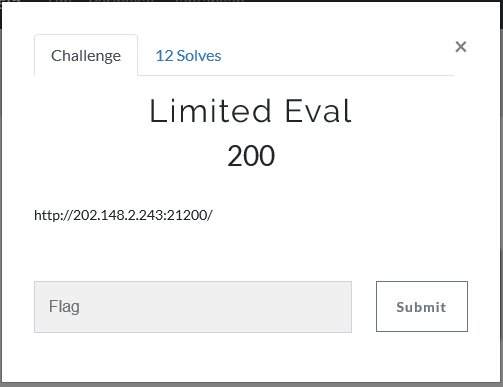 Challenge
12 Solves
×
Limited Eval
200
http://202.148.2.243:21200/
Flag
Submit